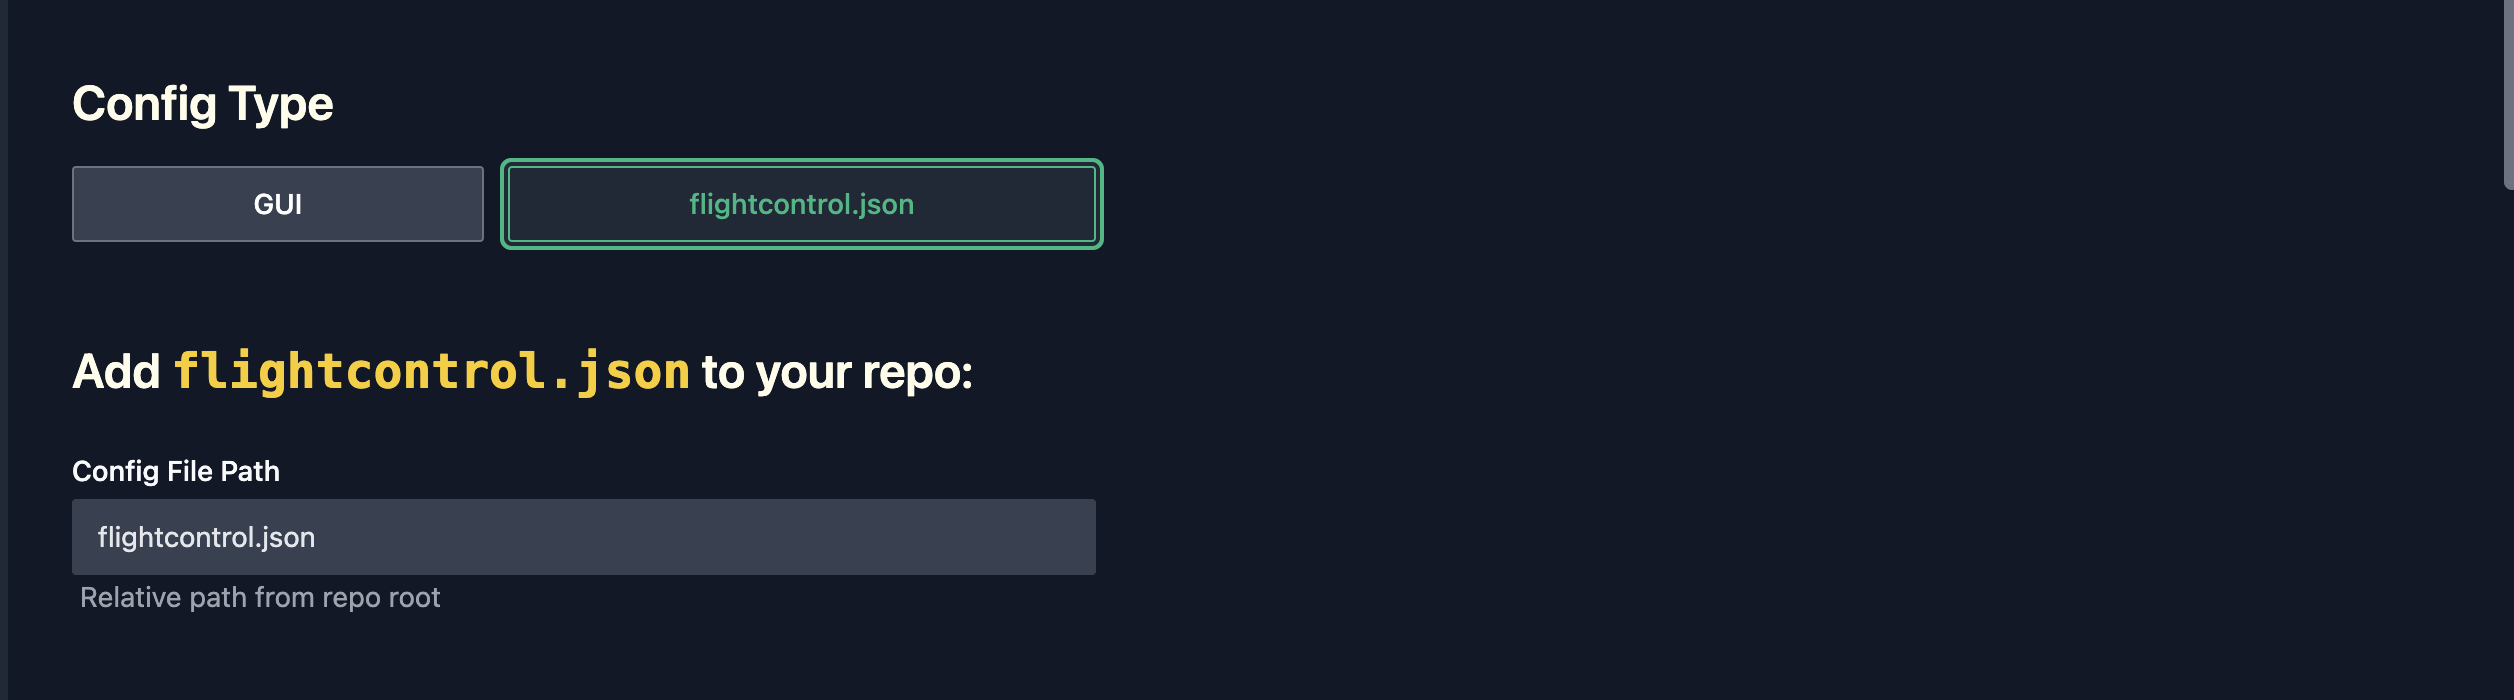 Config Type
GUI
flightcontrol.json
Add flightcontrol.json to your repo:
Config File Path
flightcontrol.json
Relative path from repo root